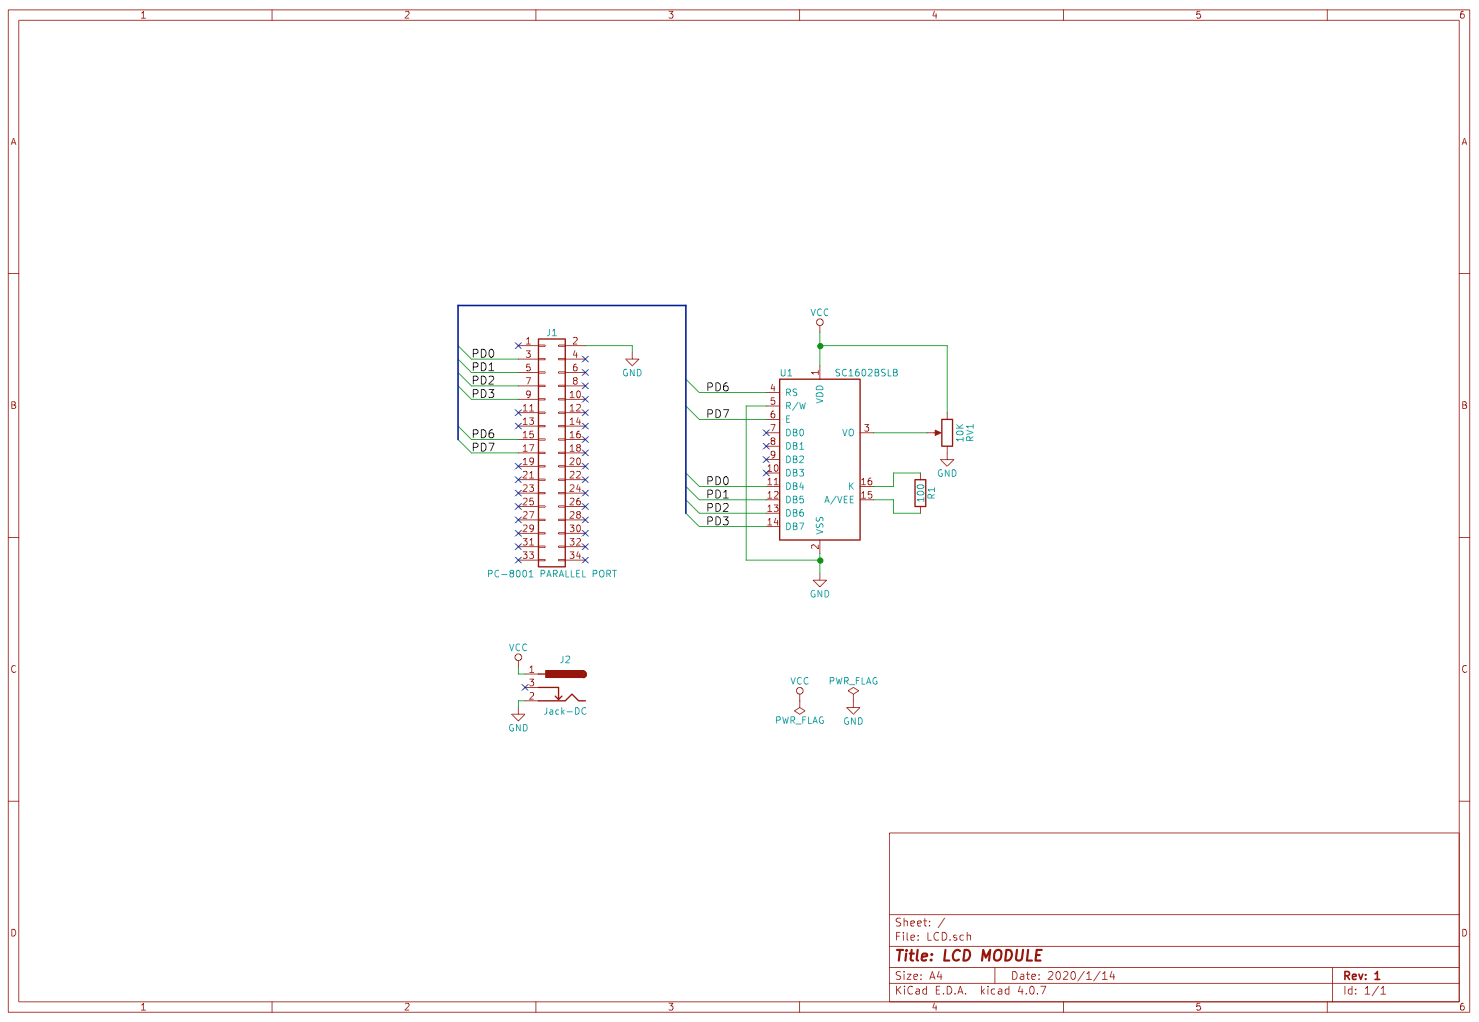 1 2 3 4 5 6
A A
B B
C C
D D
1 2 3 4 5 6
J1
1 2
PD0 3 4
PD1 5 6
PD2 7 8
PD3 9 10
11 12
13 14
PD6 15 16
PD7 17 18
19 20
21 22
23 24
25 26
27 28
29 30
31 32
33 34
PC-8001 PARALLEL PORT
GND
VCC
U1 SC1602BSLB
1 VDD
PD6 4 RS
5 R/W
PD7 6 E
7 DB0
8 DB1
9 DB2
10 DB3
PD0 11 DB4
PD1 12 DB5
PD2 13 DB6
PD3 14 DB7
VO 3
K 16
A/VEE 15
VSS 2
GND
10K RV1
GND
100 R1
VCC
J2
1
3
2
Jack-DC
GND
VCC
PWR_FLAG
PWR_FLAG
GND
Sheet: /
File: LCD.sch
Title: LCD MODULE
Size: A4 Date: 2020/1/14 Rev: 1
KiCad E.D.A. kicad 4.0.7 Id: 1/1